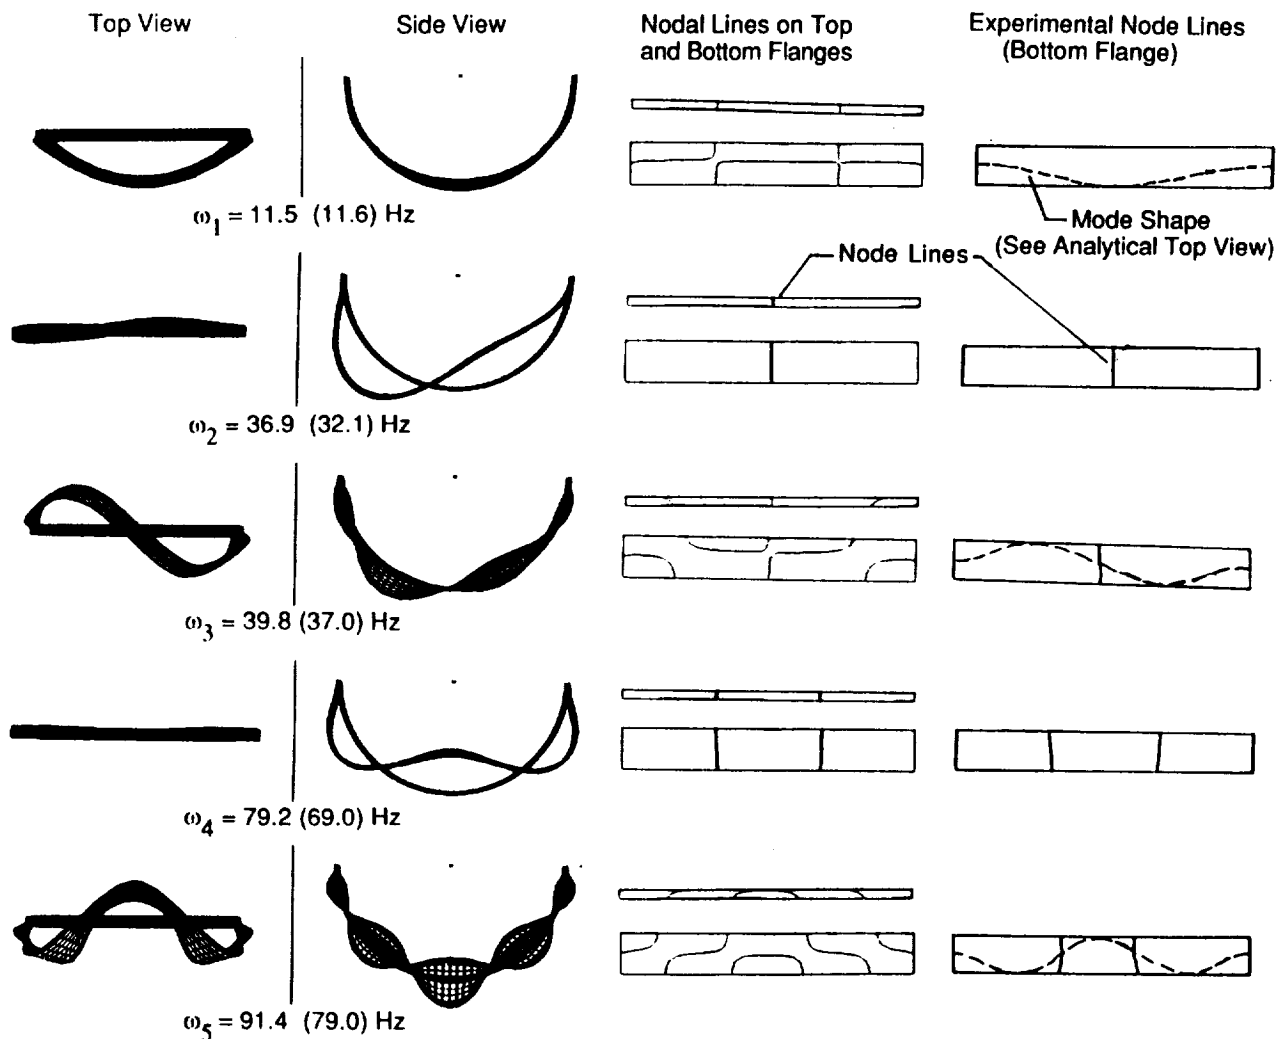 Top View
Side View
Nodal Lines on Top
and Bottom Flanges
Experimental Node Lines
(Bottom Flange)
ω1 = 11.5 (11.6) Hz
Mode Shape
(See Analytical Top View)
Node Lines
ω2 = 36.9 (32.1) Hz
ω3 = 39.8 (37.0) Hz
ω4 = 79.2 (69.0) Hz
ω5 = 91.4 (79.0) Hz